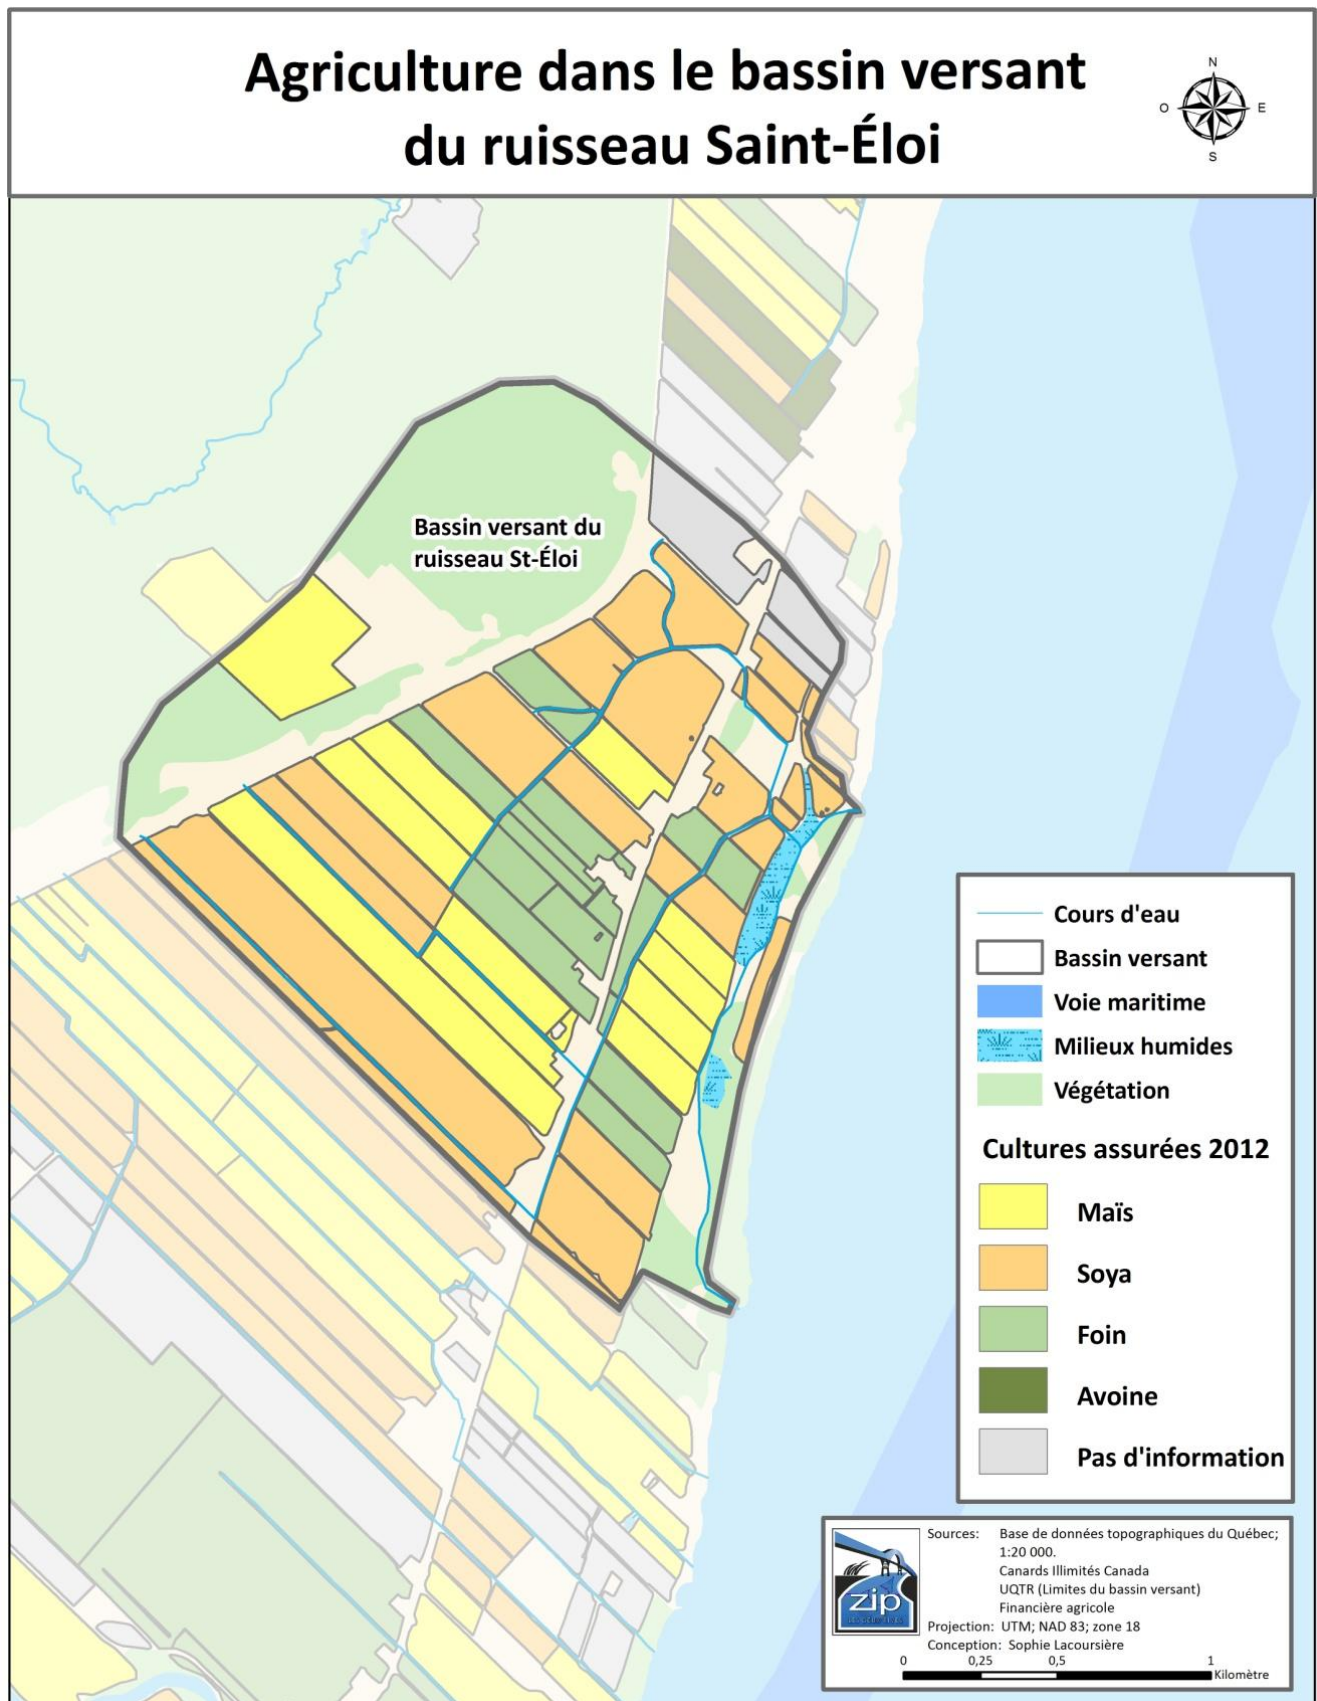 Agriculture dans le bassin versant
du ruisseau Saint-Éloi
N
O
E
S
Bassin versant du
ruisseau St-Éloi
Cours d'eau
Bassin versant
Voie maritime
Milieux humides
Végétation
Cultures assurées 2012
Maïs
Soya
Foin
Avoine
Pas d'information
zip
Sources: Base de données topographiques du Québec;
1:20 000.
Canards Illimités Canada
UQTR (Limites du bassin versant)
Financière agricole
Projection: UTM; NAD 83; zone 18
Conception: Sophie Lacoursière
0 0,25 0,5 1
Kilomètre